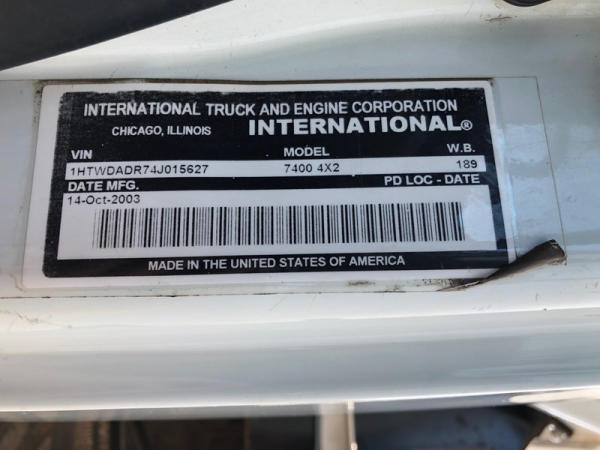 INTERNATIONAL TRUCK AND ENGINE CORPORATION
CHICAGO, ILLINOIS INTERNATIONAL®
VIN MODEL W.B.
1HTWDADR74J015627 7400 4X2 189
DATE MFG. PD LOC - DATE
14-Oct-2003
MADE IN THE UNITED STATES OF AMERICA